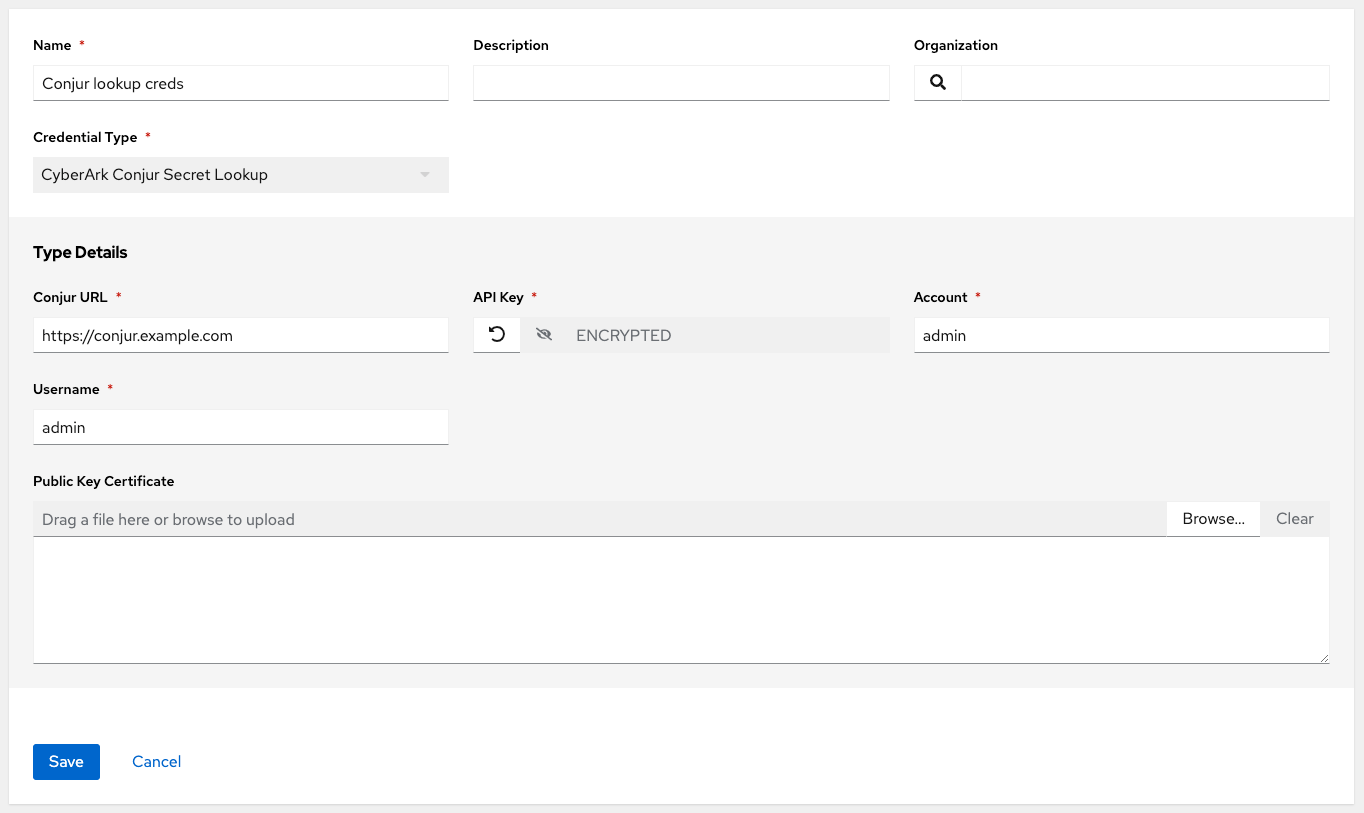 Name *
Description
Organization
Conjur lookup creds
Credential Type *
CyberArk Conjur Secret Lookup
Type Details
Conjur URL *
API Key *
Account *
https://conjur.example.com
ENCRYPTED
admin
Username *
admin
Public Key Certificate
Drag a file here or browse to upload
Browse...
Clear
Save
Cancel